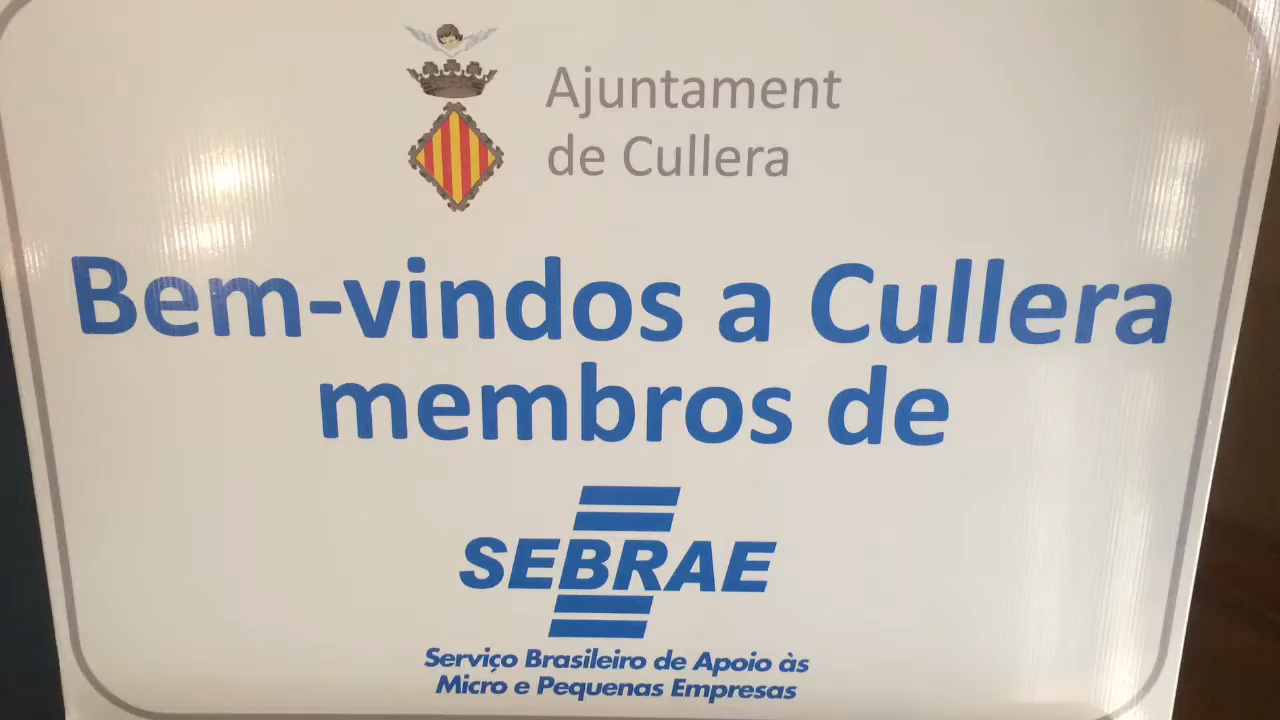 Ajuntament
de Cullera
Bem-vindos a Cullera
membros de
SEBRAE
Serviço Brasileiro de Apoio às
Micro e Pequenas Empresas